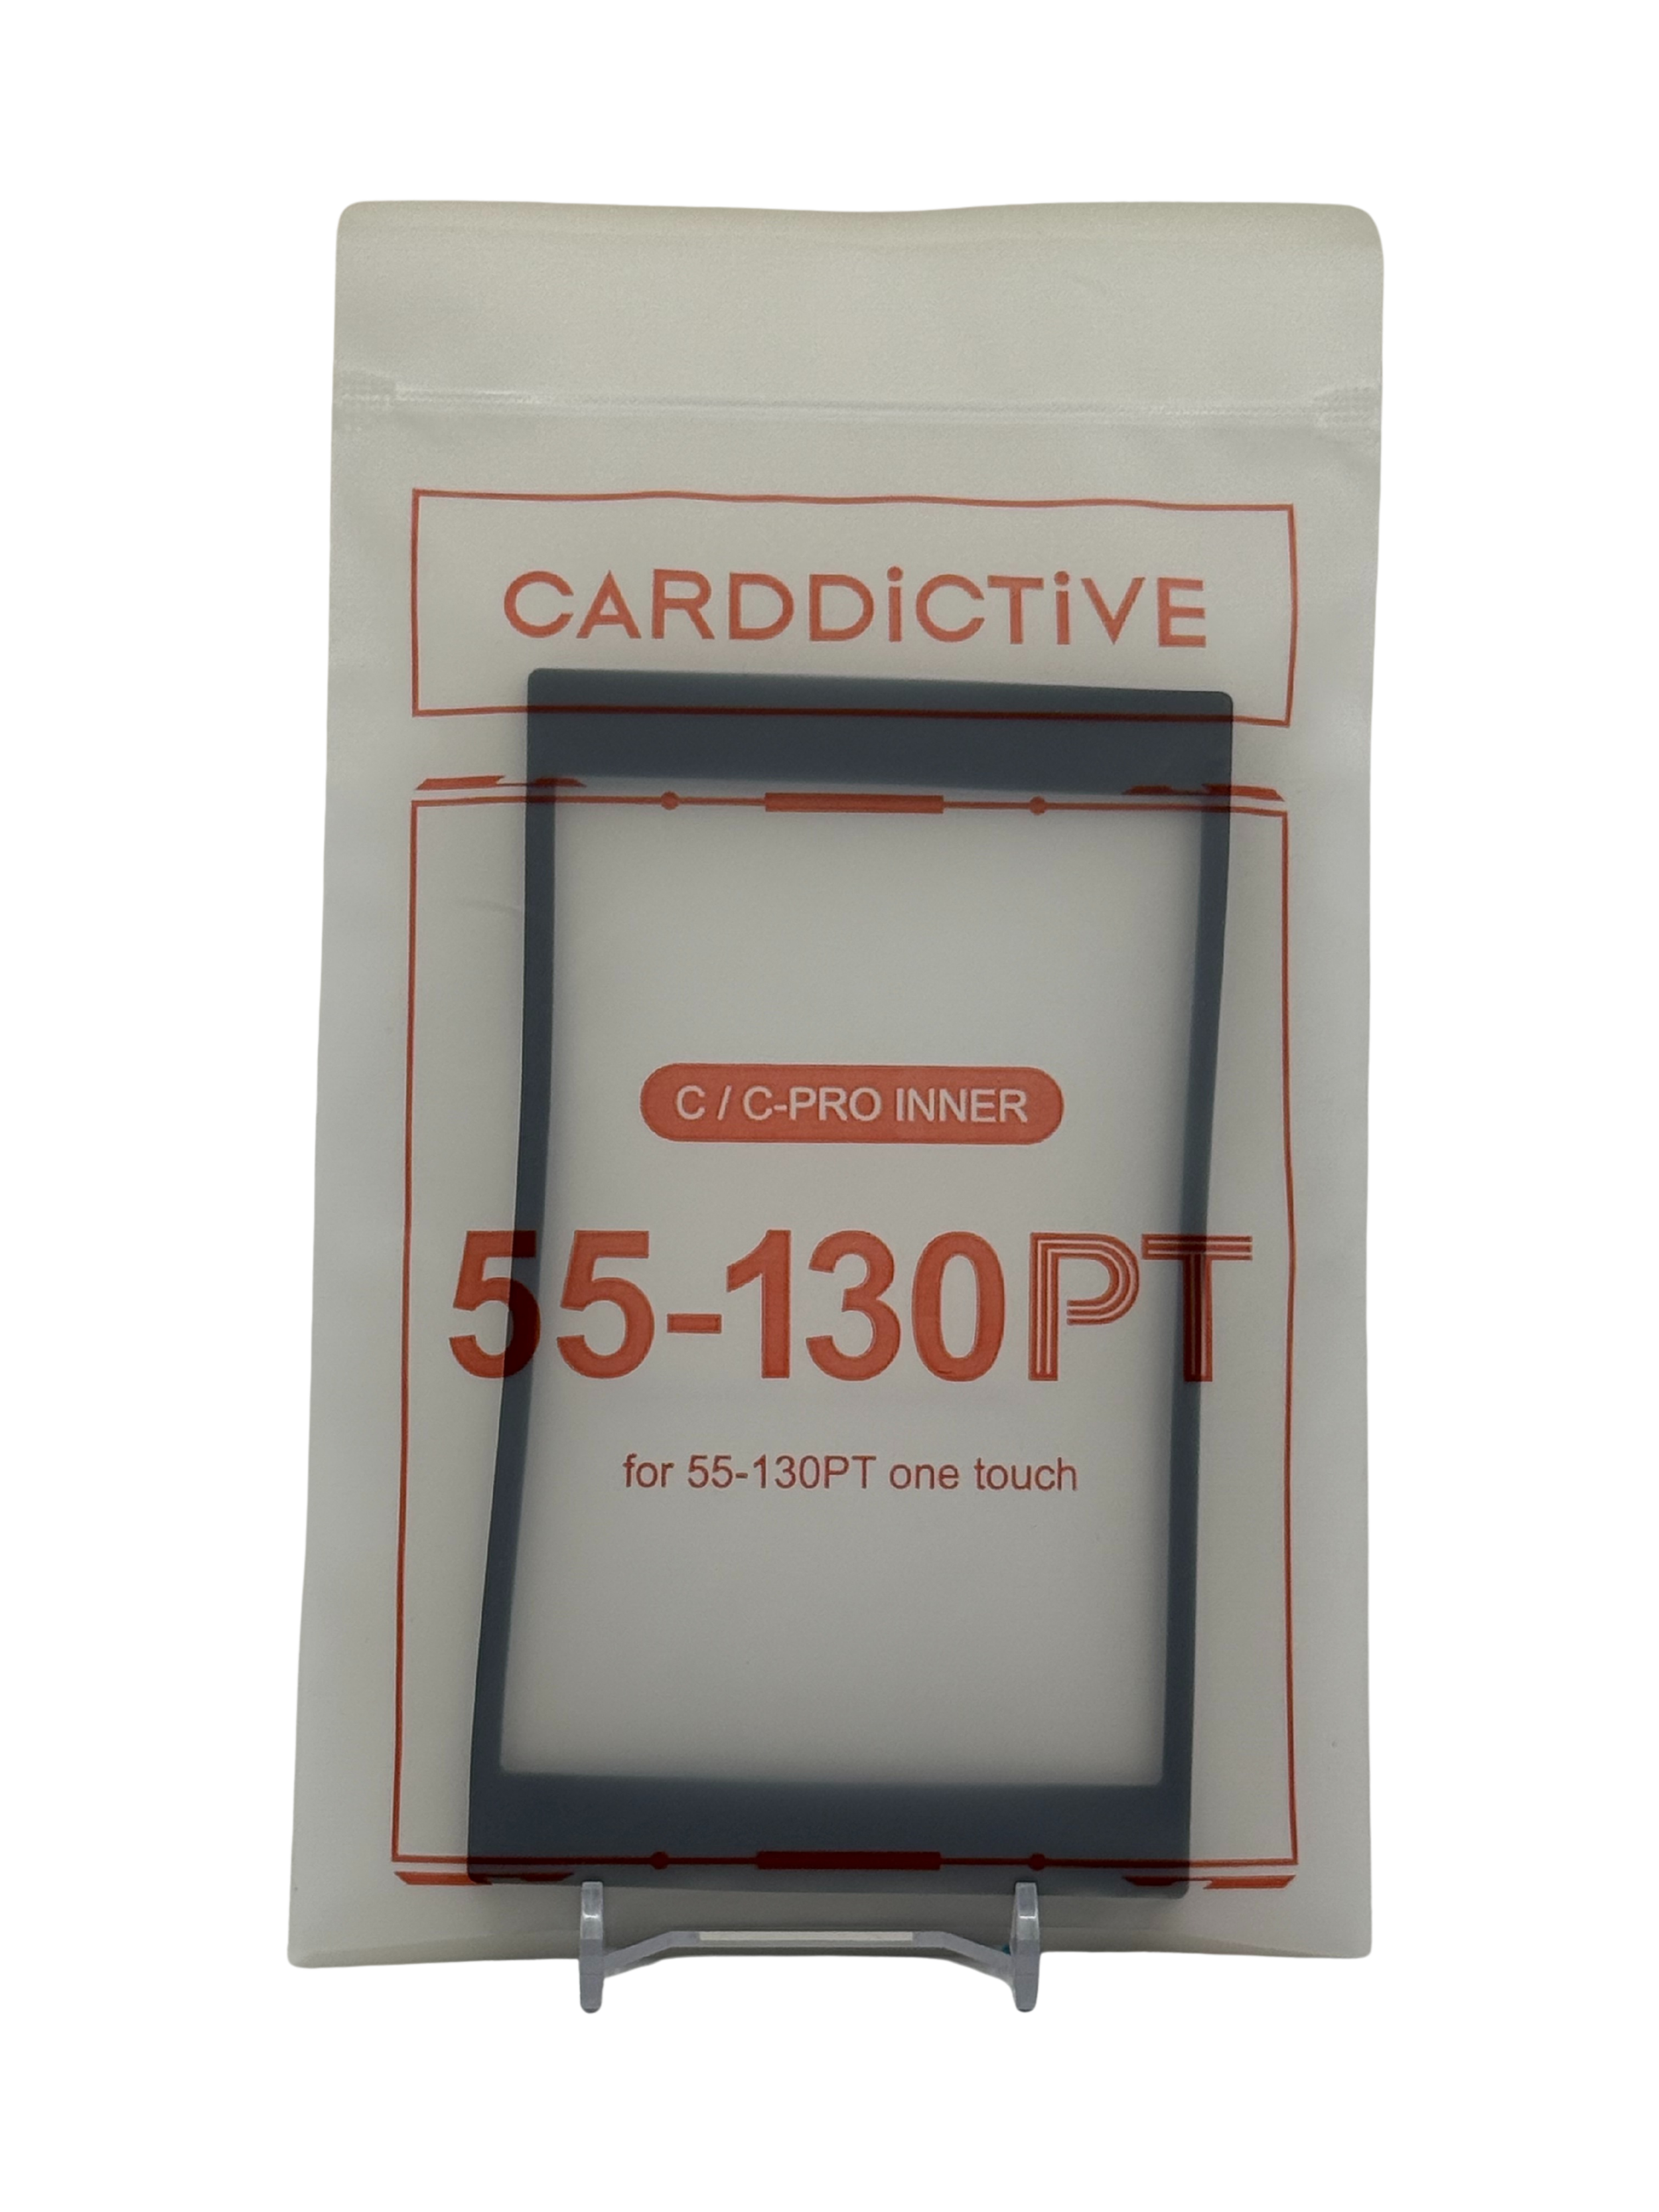 CARDDiCTiVE
C / C-PRO INNER
55-130PT
for 55-130PT one touch